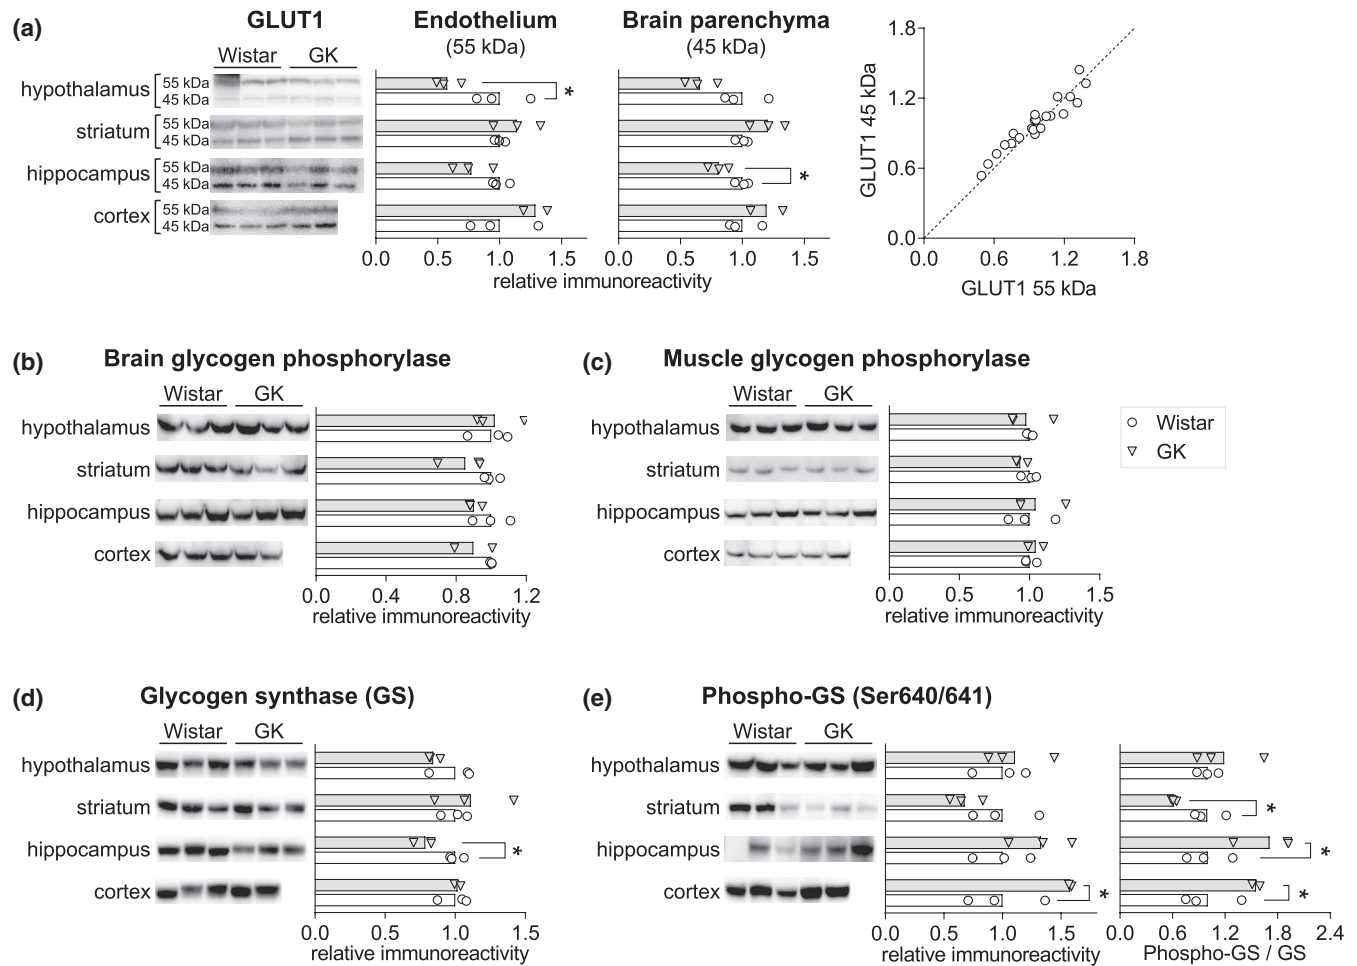 (a)
GLUT1
Endothelium
(55 kDa)
Brain parenchyma
(45 kDa)
Wistar GK
hypothalamus
55 kDa
45 kDa
striatum
55 kDa
45 kDa
hippocampus
55 kDa
45 kDa
cortex
55 kDa
45 kDa
*
*
0.0 0.5 1.0 1.5
0.0 0.5 1.0 1.5
relative immunoreactivity
GLUT1 45 kDa
1.8
1.2
0.6
0.0
0.0 0.6 1.2 1.8
GLUT1 55 kDa
(b)
Brain glycogen phosphorylase
Wistar GK
hypothalamus
striatum
hippocampus
cortex
0.0 0.4 0.8 1.2
relative immunoreactivity
(c)
Muscle glycogen phosphorylase
Wistar GK
hypothalamus
striatum
hippocampus
cortex
0.0 0.5 1.0 1.5
relative immunoreactivity
Wistar
GK
(d)
Glycogen synthase (GS)
Wistar GK
hypothalamus
striatum
hippocampus
*
cortex
0.0 0.5 1.0 1.5
relative immunoreactivity
(e)
Phospho-GS (Ser640/641)
Wistar GK
hypothalamus
striatum
*
hippocampus
*
cortex
* *
0.0 0.5 1.0 1.5
relative immunoreactivity
0.0 0.6 1.2 1.8 2.4
Phospho-GS / GS